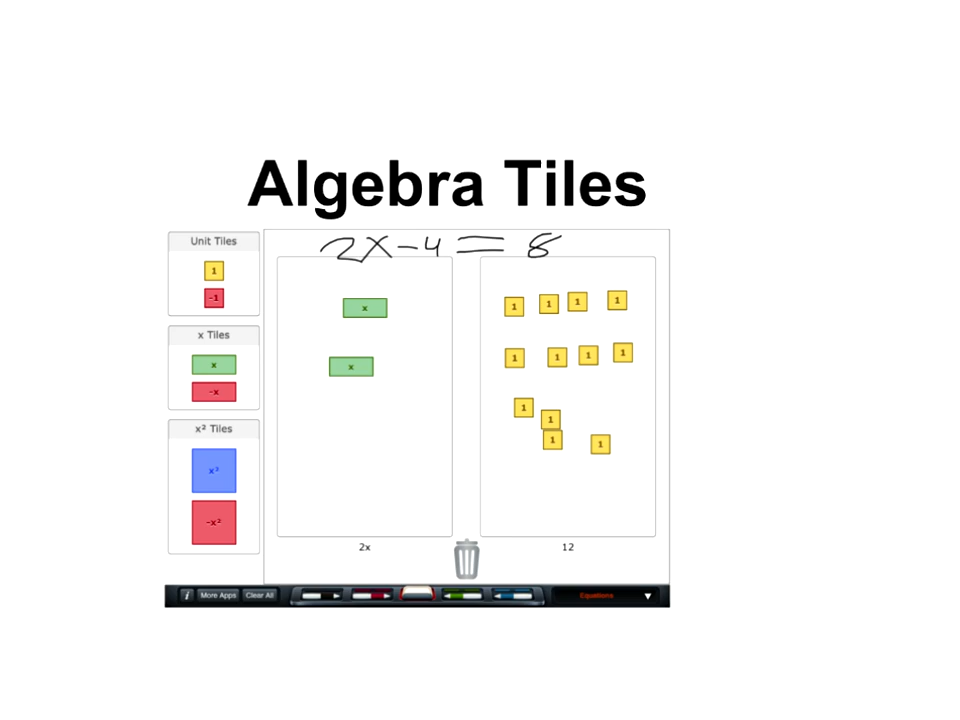 Algebra Tiles
Unit Tiles
1
-1
x Tiles
x
-x
x² Tiles
x²
-x²
2x-4=8
x
x
1 1 1 1
1 1 1 1
1
1
1 1
2x
12
i More Apps Clear All
Equations